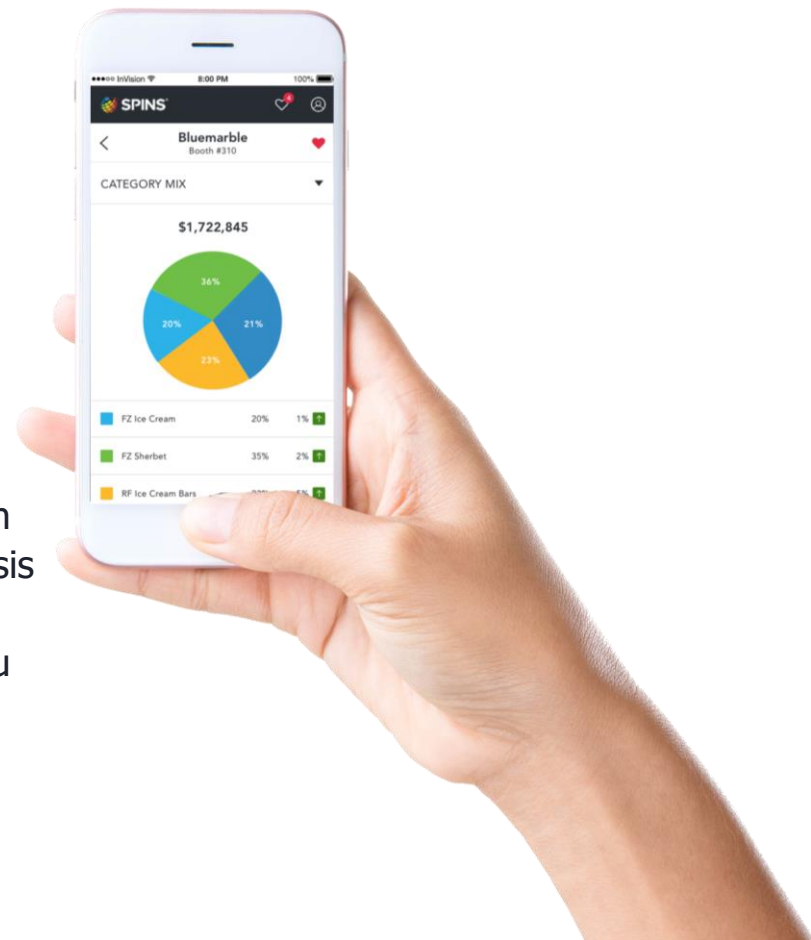 InVision 8:00 PM 100%
SPINS
4
Bluemarble
Booth #310
CATEGORY MIX
$1,722,845
36%
20% 21%
23%
FZ Ice Cream 20% 1%
FZ Sherbet 35% 2%
RF Ice Cream Bars
sis